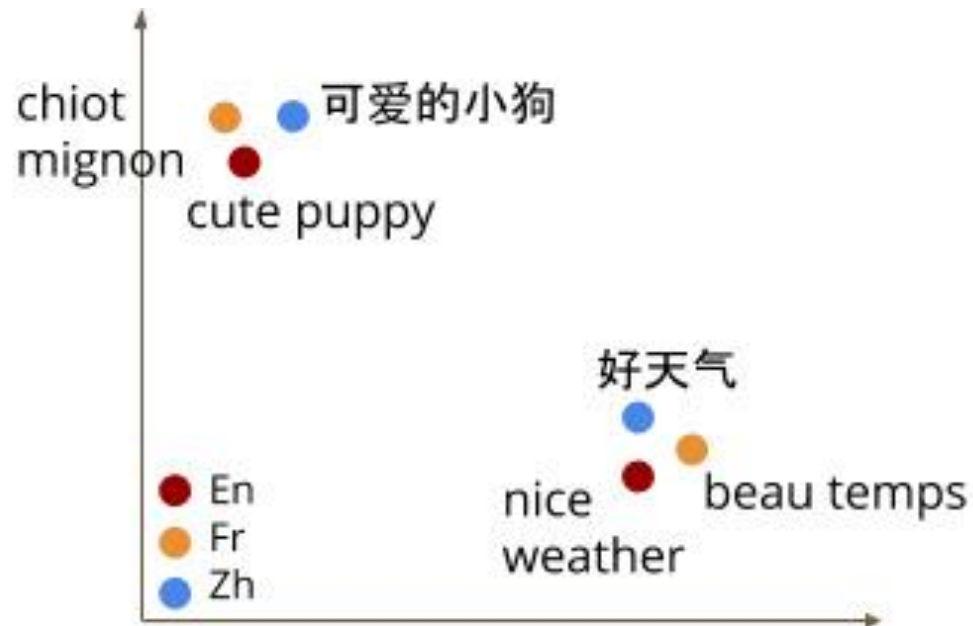 chiot
mignon
可爱的小狗
cute puppy
好天气
nice
weather
beau temps
En
Fr
Zh